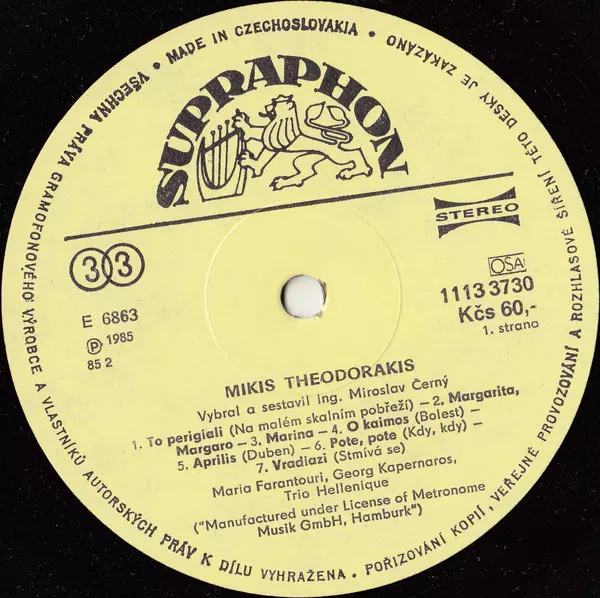 VŠECHNA PRÁVA GRAMOFONOVÉHO VÝROBCE A VLASTNÍKŮ AUTORSKÝCH PRÁV K DÍLU VYHRAŽENA • POŘIZOVÁNÍ KOPIÍ, VEŘEJNÉ PROVOZOVÁNÍ A ROZHLASOVÉ ŠÍŘENÍ TÉTO DESKY JE ZAKÁZÁNO • MADE IN CZECHOSLOVAKIA •
SUPRAPHON
STEREO
33
OSA
E 6863
1113 3730
Ⓟ 1985
Kčs 60,-
85 2
1. strana
MIKIS THEODORAKIS
Vybral a sestavil ing. Miroslav Černý
1. To perigiali (Na malém skalním pobřeží) – 2. Margarita,
Margaro – 3. Marina – 4. O kaimos (Bolest) –
5. Aprilis (Duben) – 6. Pote, pote (Kdy, kdy) –
7. Vradiazi (Stmívá se)
Maria Farantouri, Georg Kapernaros,
Trio Hellenique
("Manufactured under License of Metronome
Musik GmbH, Hamburk")